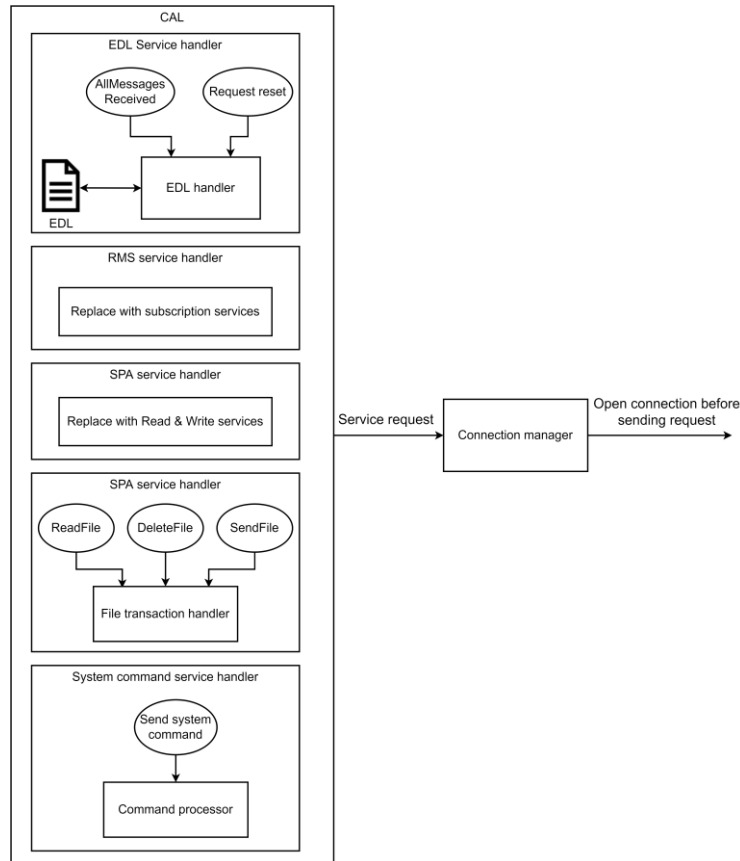 CAL
EDL Service handler
AllMessages
Received
Request reset
EDL handler
EDL
RMS service handler
Replace with subscription services
SPA service handler
Replace with Read & Write services
Service request
Connection manager
Open connection before
sending request
SPA service handler
ReadFile
DeleteFile
SendFile
File transaction handler
System command service handler
Send system
command
Command processor